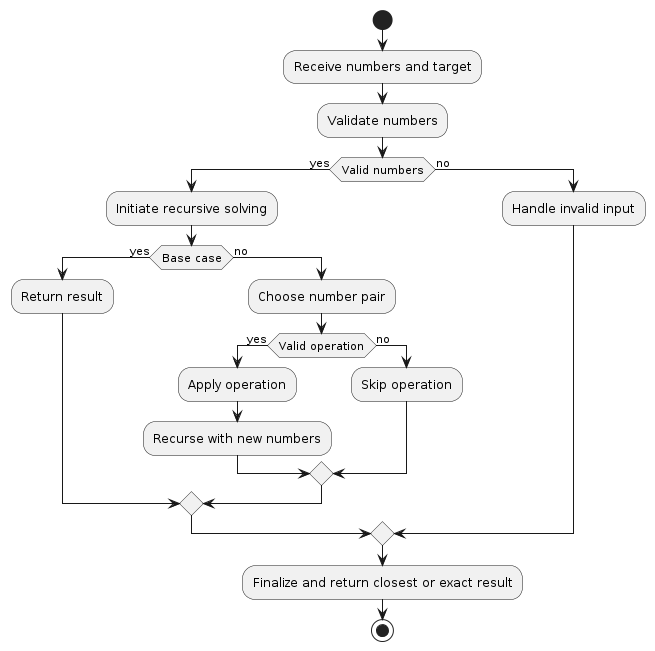 Receive numbers and target
Validate numbers
yes
Valid numbers
no
Initiate recursive solving
Handle invalid input
yes
Base case
no
Return result
Choose number pair
yes
Valid operation
no
Apply operation
Skip operation
Recurse with new numbers
Finalize and return closest or exact result